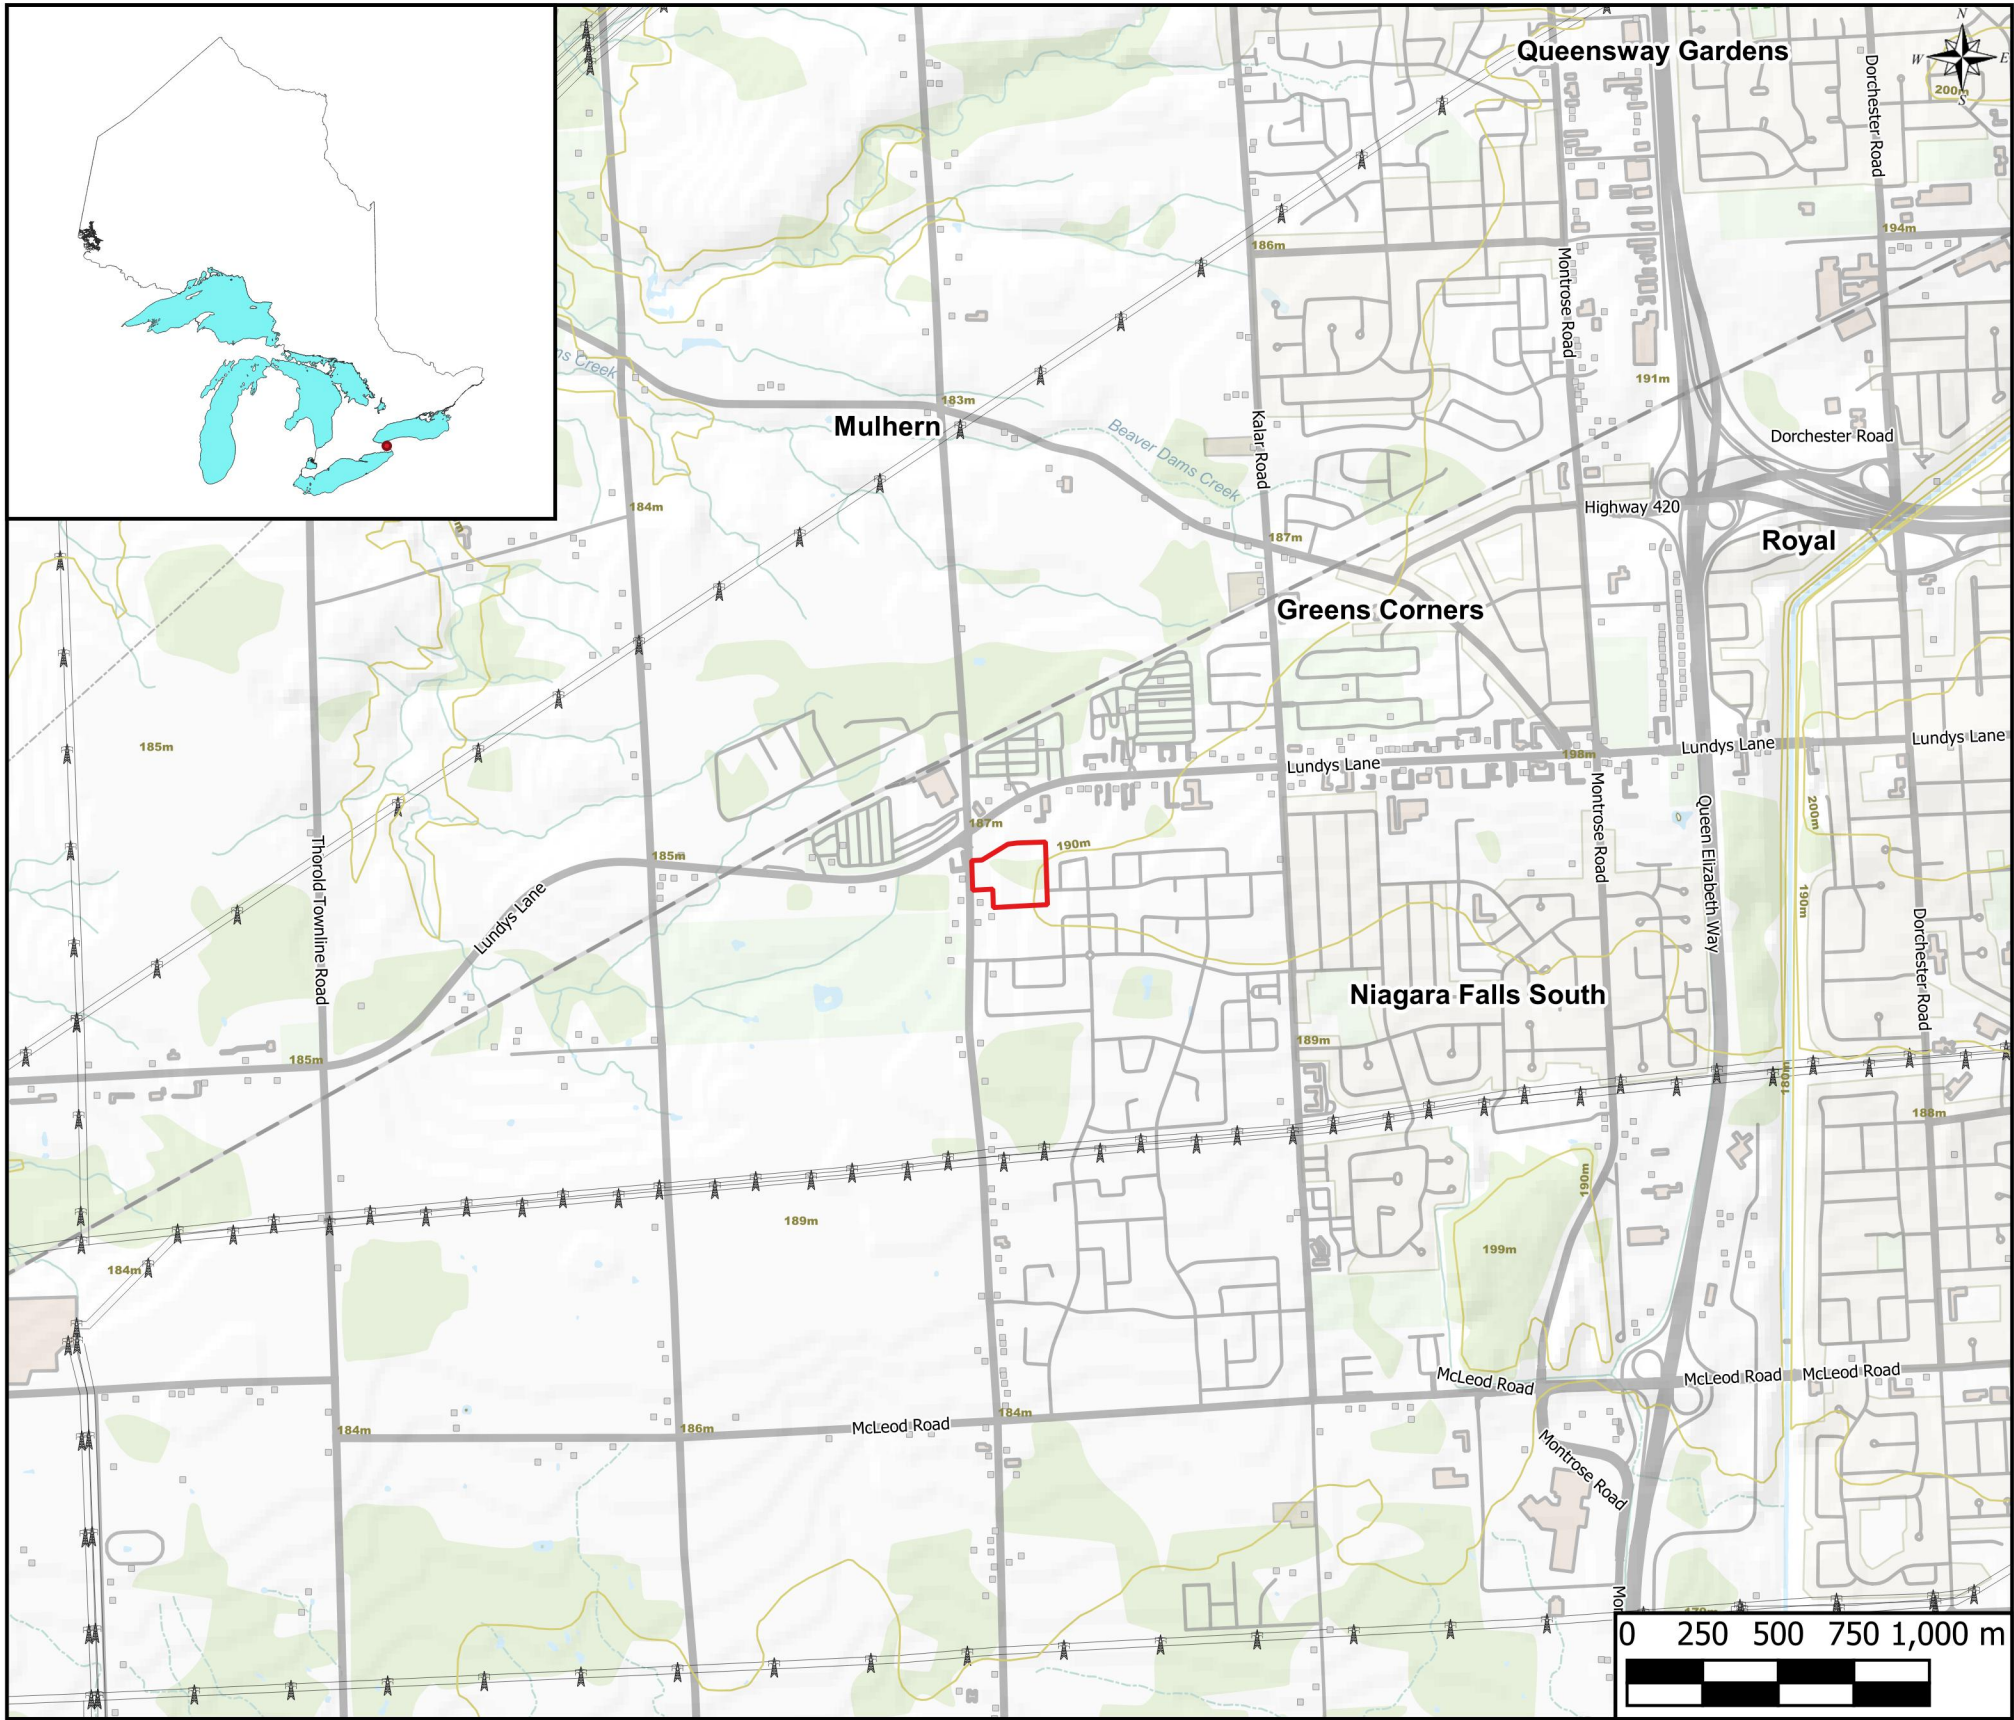 Queensway Gardens
N
W
E
S
200m
Dorchester Road
194m
186m
Montrose Road
191m
ms Creek
183m
Mulhern
Beaver Dams Creek
Kalar Road
Dorchester Road
184m
Highway 420
187m
Royal
Greens Corners
185m
198m
Lundys Lane
Lundys Lane
Lundys Lane
187m
190m
185m
Thorold Townline Road
Lundys Lane
Montrose Road
Queen Elizabeth Way
200m
190m
Dorchester Road
Niagara Falls South
185m
189m
180m
188m
190m
189m
199m
184m
McLeod Road
McLeod Road
McLeod Road
184m
186m
McLeod Road
184m
Montrose Road
Mor
0 250 500 750 1,000 m